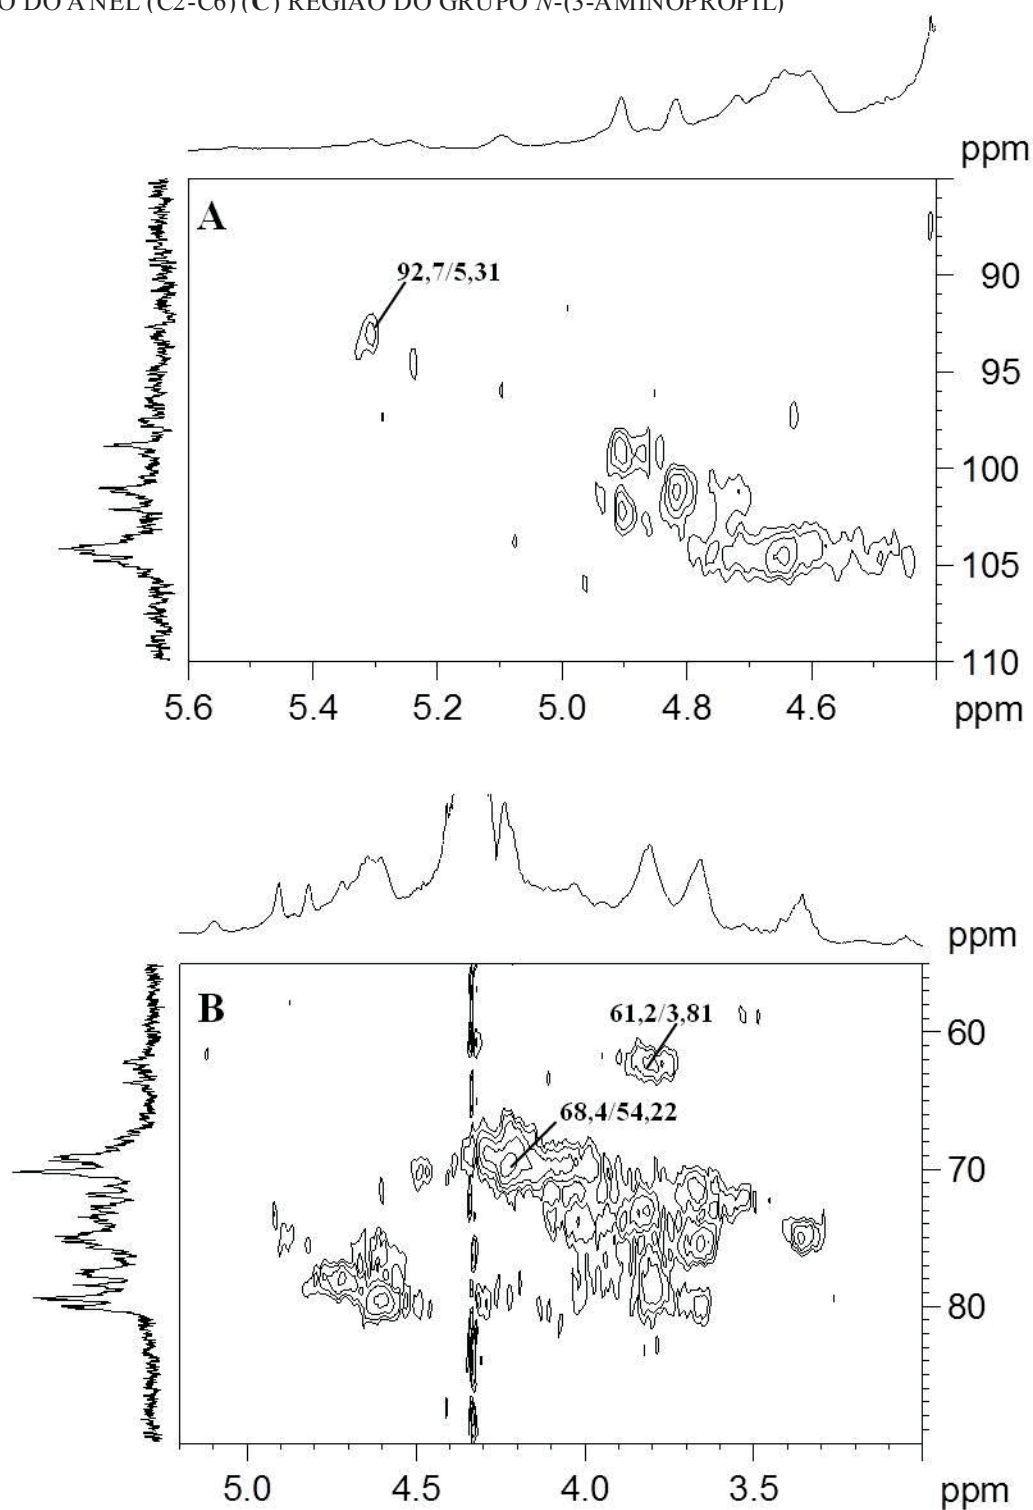 O DO ANEL (C2-C6) (C) REGIÃO DO GRUPO N-(3-AMINOPROPIL)
ppm
A
92,7/5,31
90
95
100
105
110
5.6 5.4 5.2 5.0 4.8 4.6 ppm
ppm
B
61,2/3,81
60
68,4/54,22
70
80
5.0 4.5 4.0 3.5 ppm